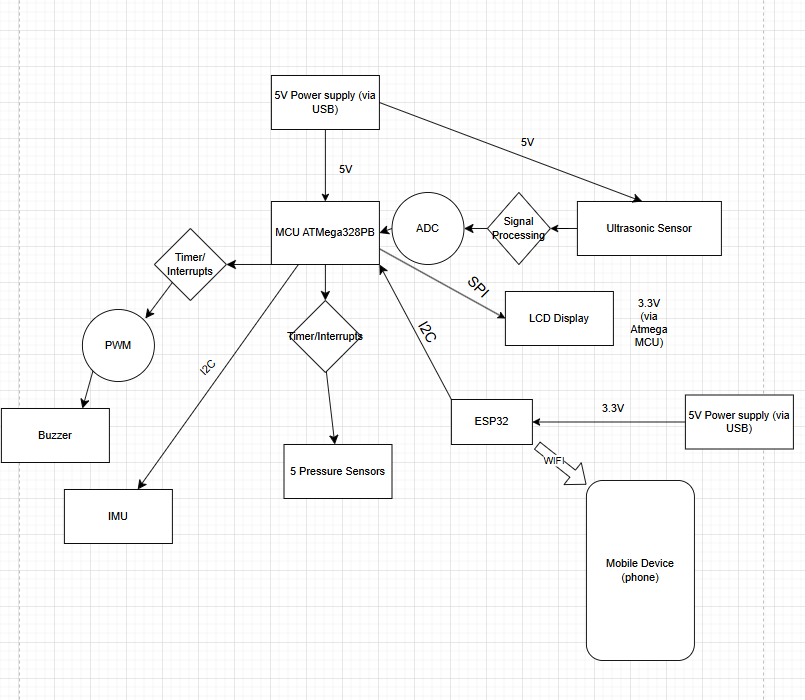 5V Power supply (via
USB)
5V
5V
MCU ATMega328PB
ADC
Signal
Processing
Ultrasonic Sensor
Timer/
Interrupts
SPI
LCD Display
3.3V
(via
Atmega
MCU)
Timer/Interrupts
I2C
PWM
I2C
Buzzer
5 Pressure Sensors
ESP32
3.3V
5V Power supply (via
USB)
WIFI
IMU
Mobile Device
(phone)